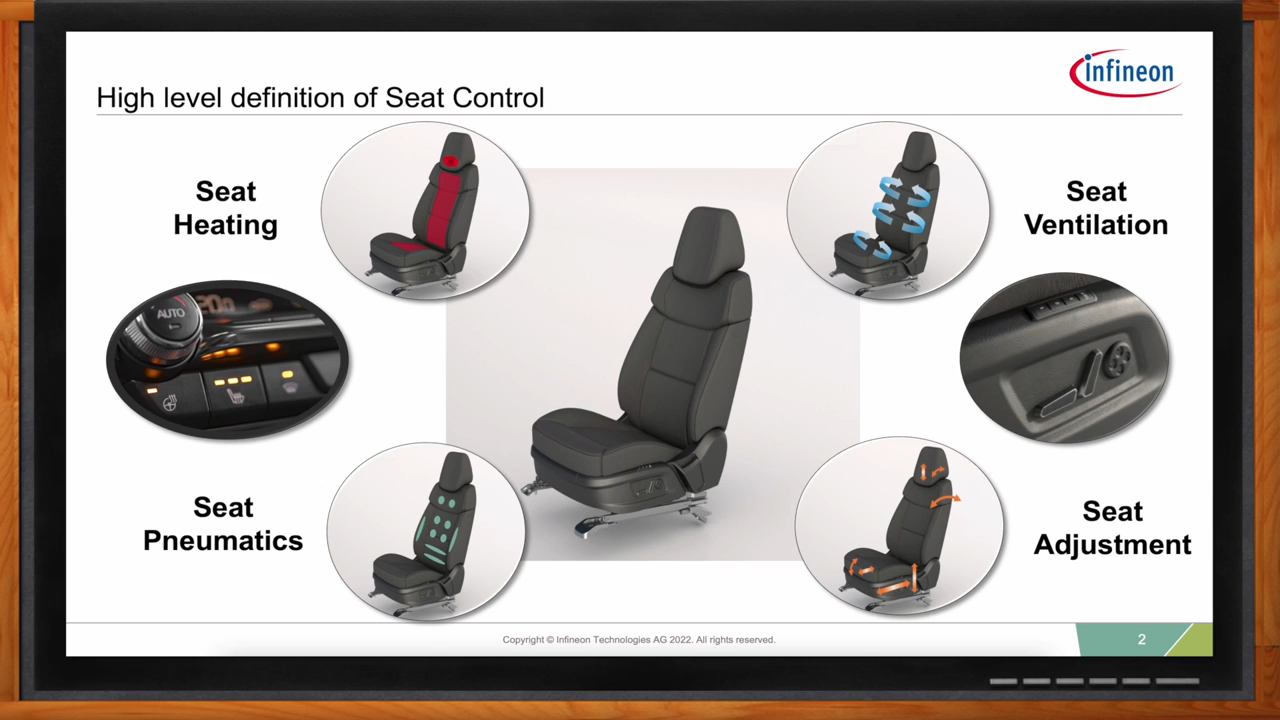 infineon
High level definition of Seat Control
Seat
Heating
Seat
Ventilation
AUTO
Seat
Pneumatics
Seat
Adjustment
Copyright © Infineon Technologies AG 2022. All rights reserved.
2